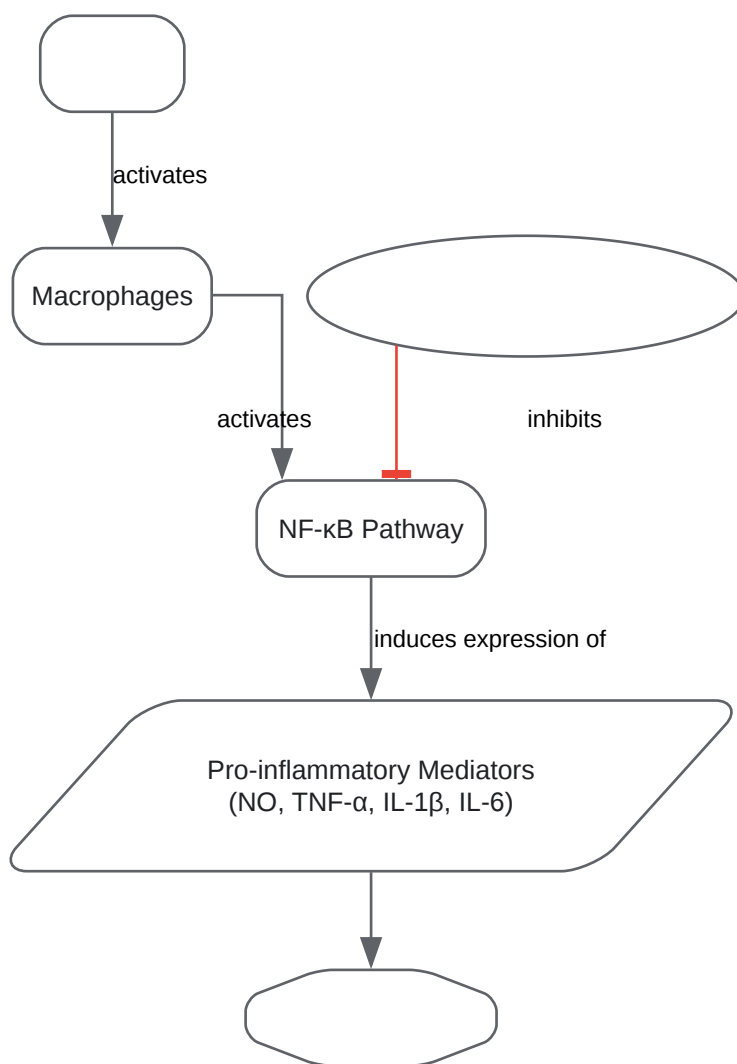 activates
Macrophages
activates
inhibits
NF-κB Pathway
induces expression of
Pro-inflammatory Mediators
(NO, TNF-α, IL-1β, IL-6)